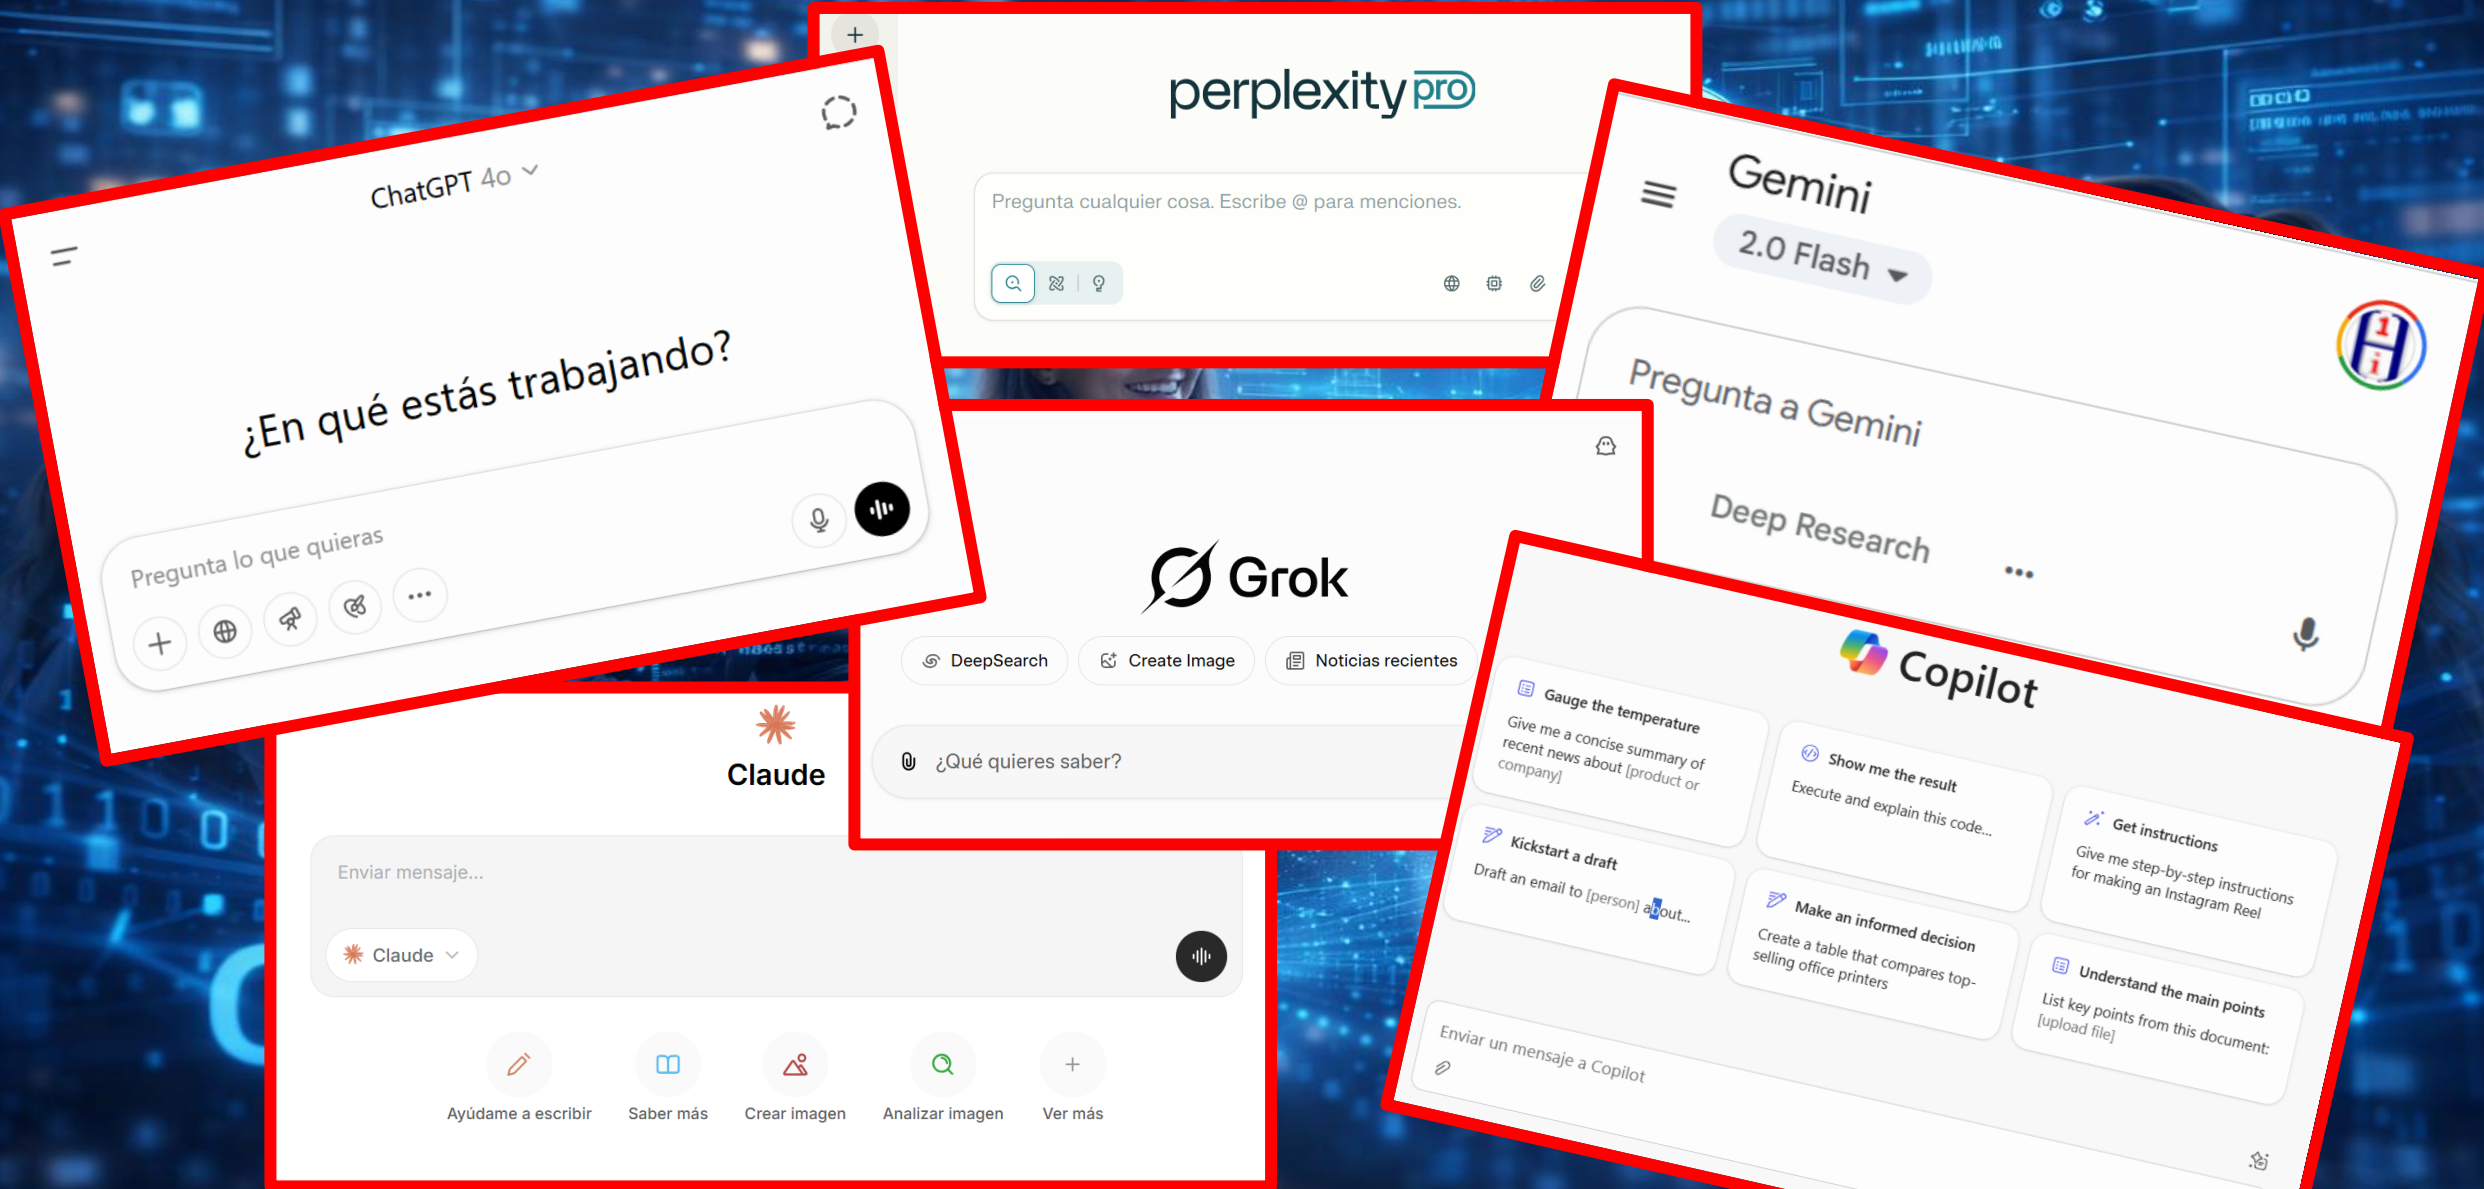 perplexity pro
Pregunta cualquier cosa. Escribe @ para menciones.
ChatGPT 4o
¿En qué estás trabajando?
Pregunta lo que quieras
Gemini
2.0 Flash
Pregunta a Gemini
Deep Research
Grok
DeepSearch
Create Image
Noticias recientes
¿Qué quieres saber?
Claude
Enviar mensaje...
Claude
Ayúdame a escribir
Saber más
Crear imagen
Analizar imagen
Ver más
Copilot
Gauge the temperature
Give me a concise summary of
recent news about [product or
company]
Show me the result
Execute and explain this code...
Get instructions
Give me step-by-step instructions
for making an Instagram Reel
Kickstart a draft
Draft an email to [person] about...
Make an informed decision
Create a table that compares top-
selling office printers
Understand the main points
List key points from this document:
[upload file]
Enviar un mensaje a Copilot